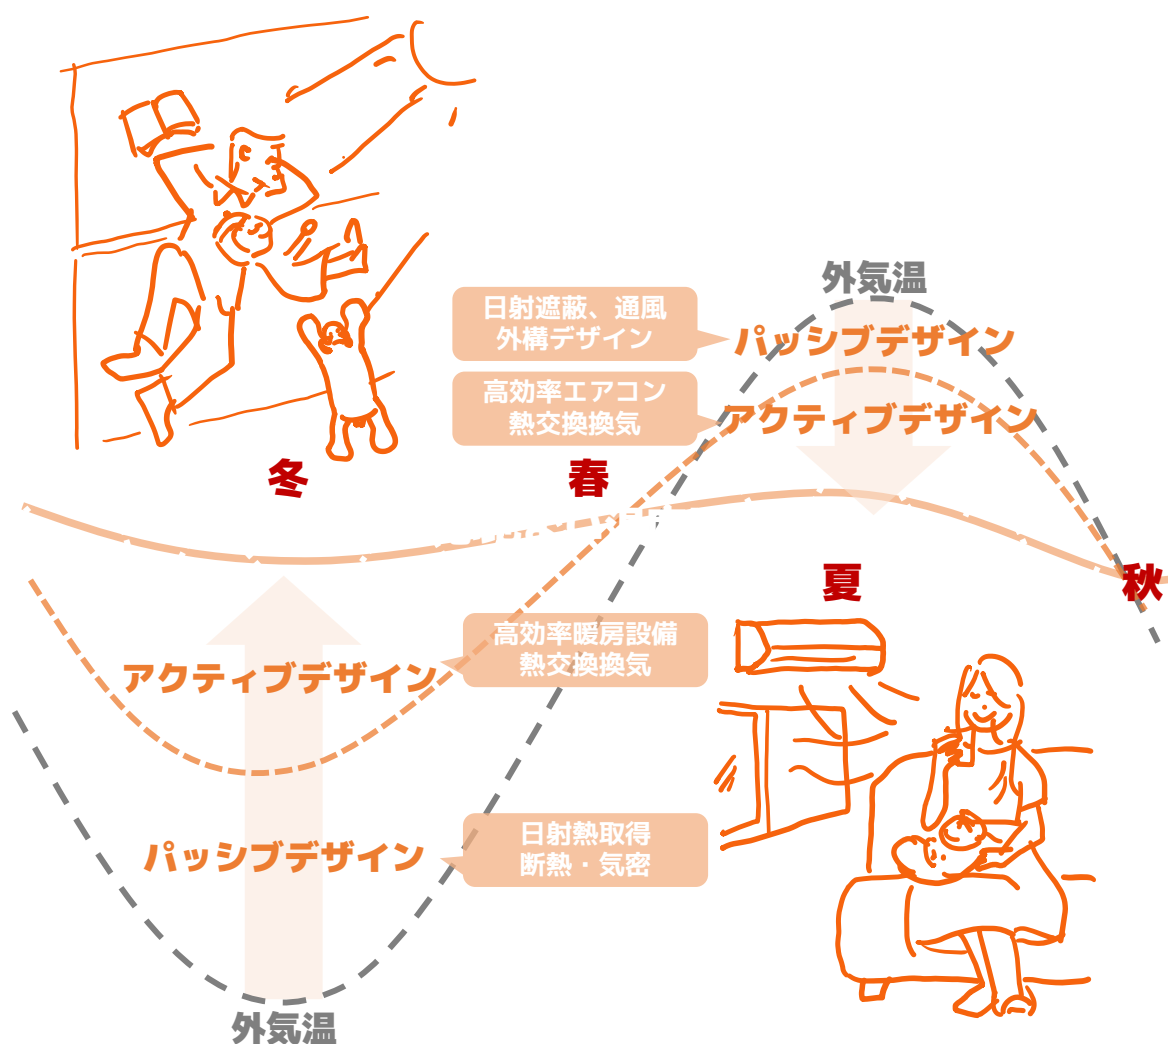 外気温
日射遮蔽、通風
外構デザイン
パッシブデザイン
高効率エアコン
熱交換換気
アクティブデザイン
冬
春
夏
秋
高効率暖房設備
熱交換換気
アクティブデザイン
日射熱取得
断熱・気密
パッシブデザイン
外気温